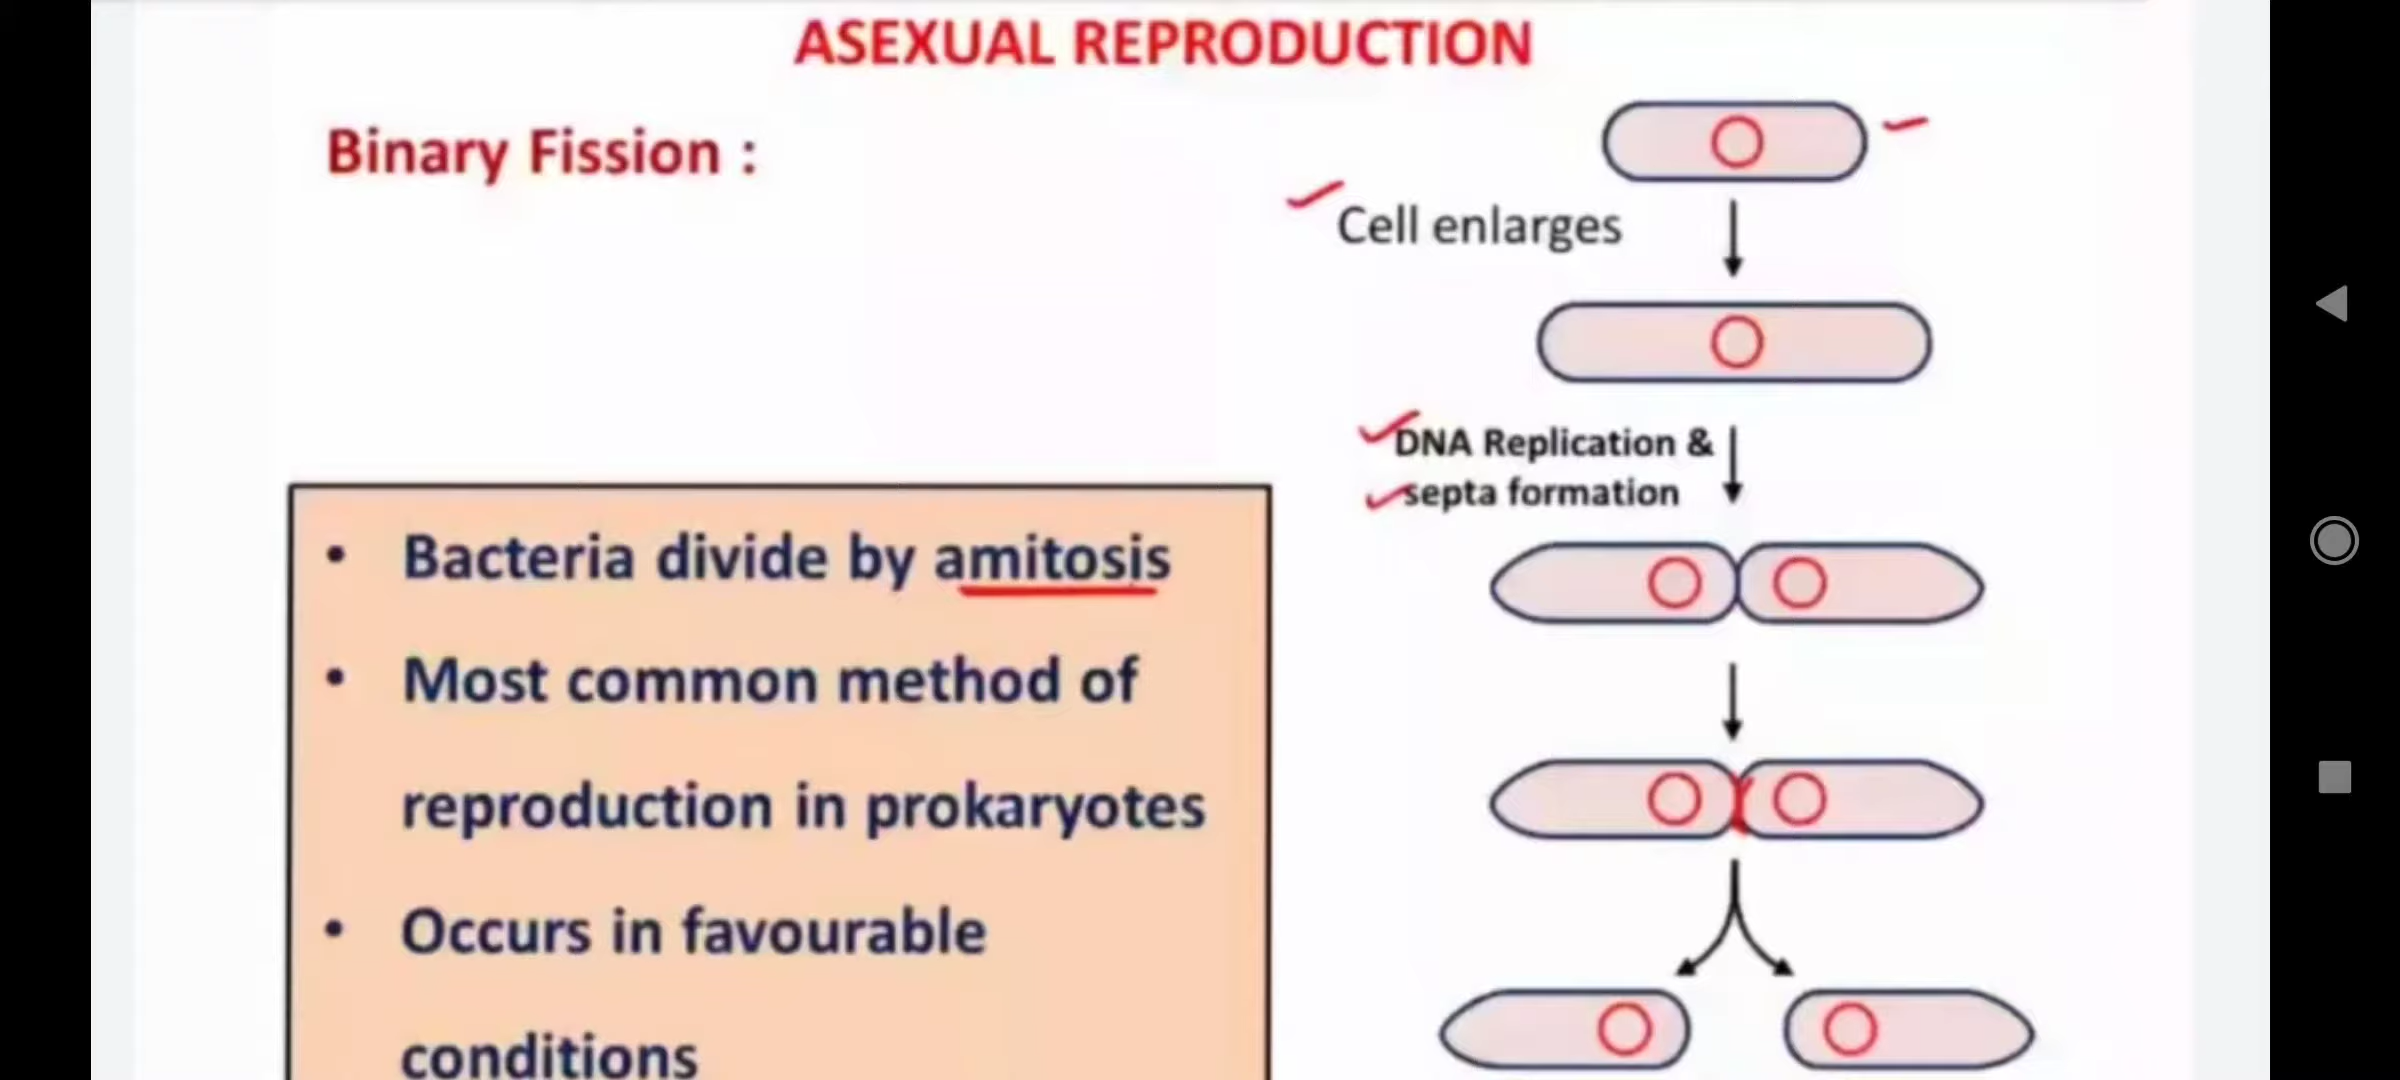 ASEXUAL REPRODUCTION
Binary Fission :
Cell enlarges
DNA Replication &
septa formation
• Bacteria divide by amitosis
• Most common method of
reproduction in prokaryotes
• Occurs in favourable
conditions